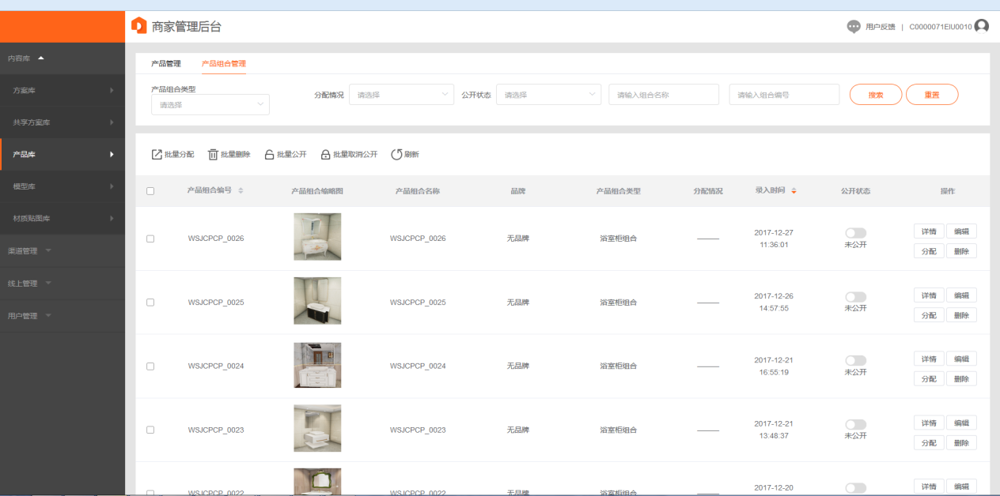 商家管理后台
用户反馈 | C0000071EIU0010
内容库
方案库
共享方案库
产品库
模型库
材质贴图库
渠道管理
线上管理
用户管理
产品管理 产品组合管理
产品组合类型
请选择
分配情况 请选择 公开状态 请选择 请输入组合名称 请输入组合编号 搜索 重置
批量分配 批量删除 批量公开 批量取消公开 刷新
产品组合编号 产品组合缩略图 产品组合名称 品牌 产品组合类型 分配情况 录入时间 公开状态 操作
WSJCPCP_0026 WSJCPCP_0026 无品牌 浴室柜组合 2017-12-27
11:36:01
未公开
详情 编辑
分配 删除
WSJCPCP_0025 WSJCPCP_0025 无品牌 浴室柜组合 2017-12-26
14:57:55
未公开
详情 编辑
分配 删除
WSJCPCP_0024 WSJCPCP_0024 无品牌 浴室柜组合 2017-12-21
16:55:19
未公开
详情 编辑
分配 删除
WSJCPCP_0023 WSJCPCP_0023 无品牌 浴室柜组合 2017-12-21
13:48:37
未公开
详情 编辑
分配 删除
WSJCPCP_0022 WSJCPCP_0022 无品牌 浴室柜组合 2017-12-20
详情 编辑